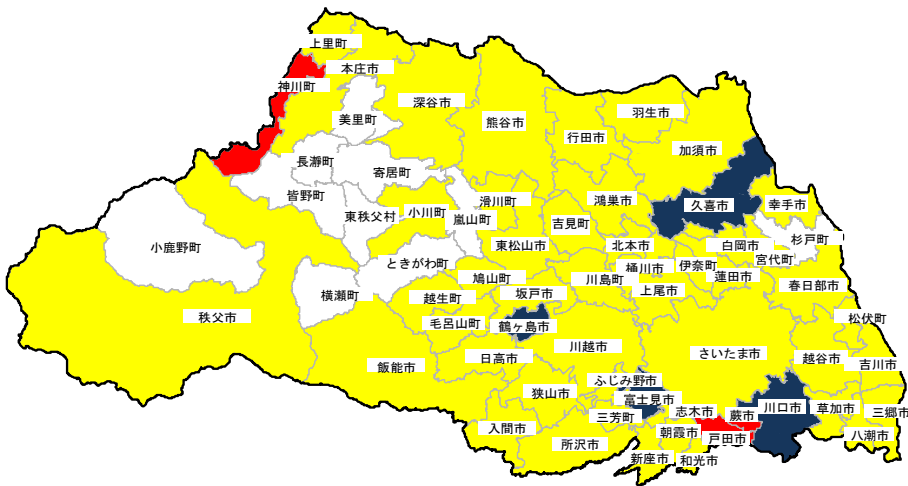 上里町
本庄市
神川町
深谷市
美里町
熊谷市
羽生市
行田市
加須市
長瀞町
寄居町
皆野町
小鹿野町
東秩父村
小川町
嵐山町
滑川町
吉見町
鴻巣市
久喜市
幸手市
東松山市
北本市
白岡市
杉戸町
宮代町
ときがわ町
鳩山町
川島町
桶川市
伊奈町
蓮田市
上尾市
春日部市
横瀬町
越生町
坂戸市
秩父市
毛呂山町
鶴ヶ島市
松伏町
川越市
さいたま市
越谷市
吉川市
飯能市
日高市
ふじみ野市
狭山市
富士見市
三芳町
志木市
蕨市
川口市
草加市
三郷市
入間市
所沢市
朝霞市
戸田市
八潮市
新座市
和光市